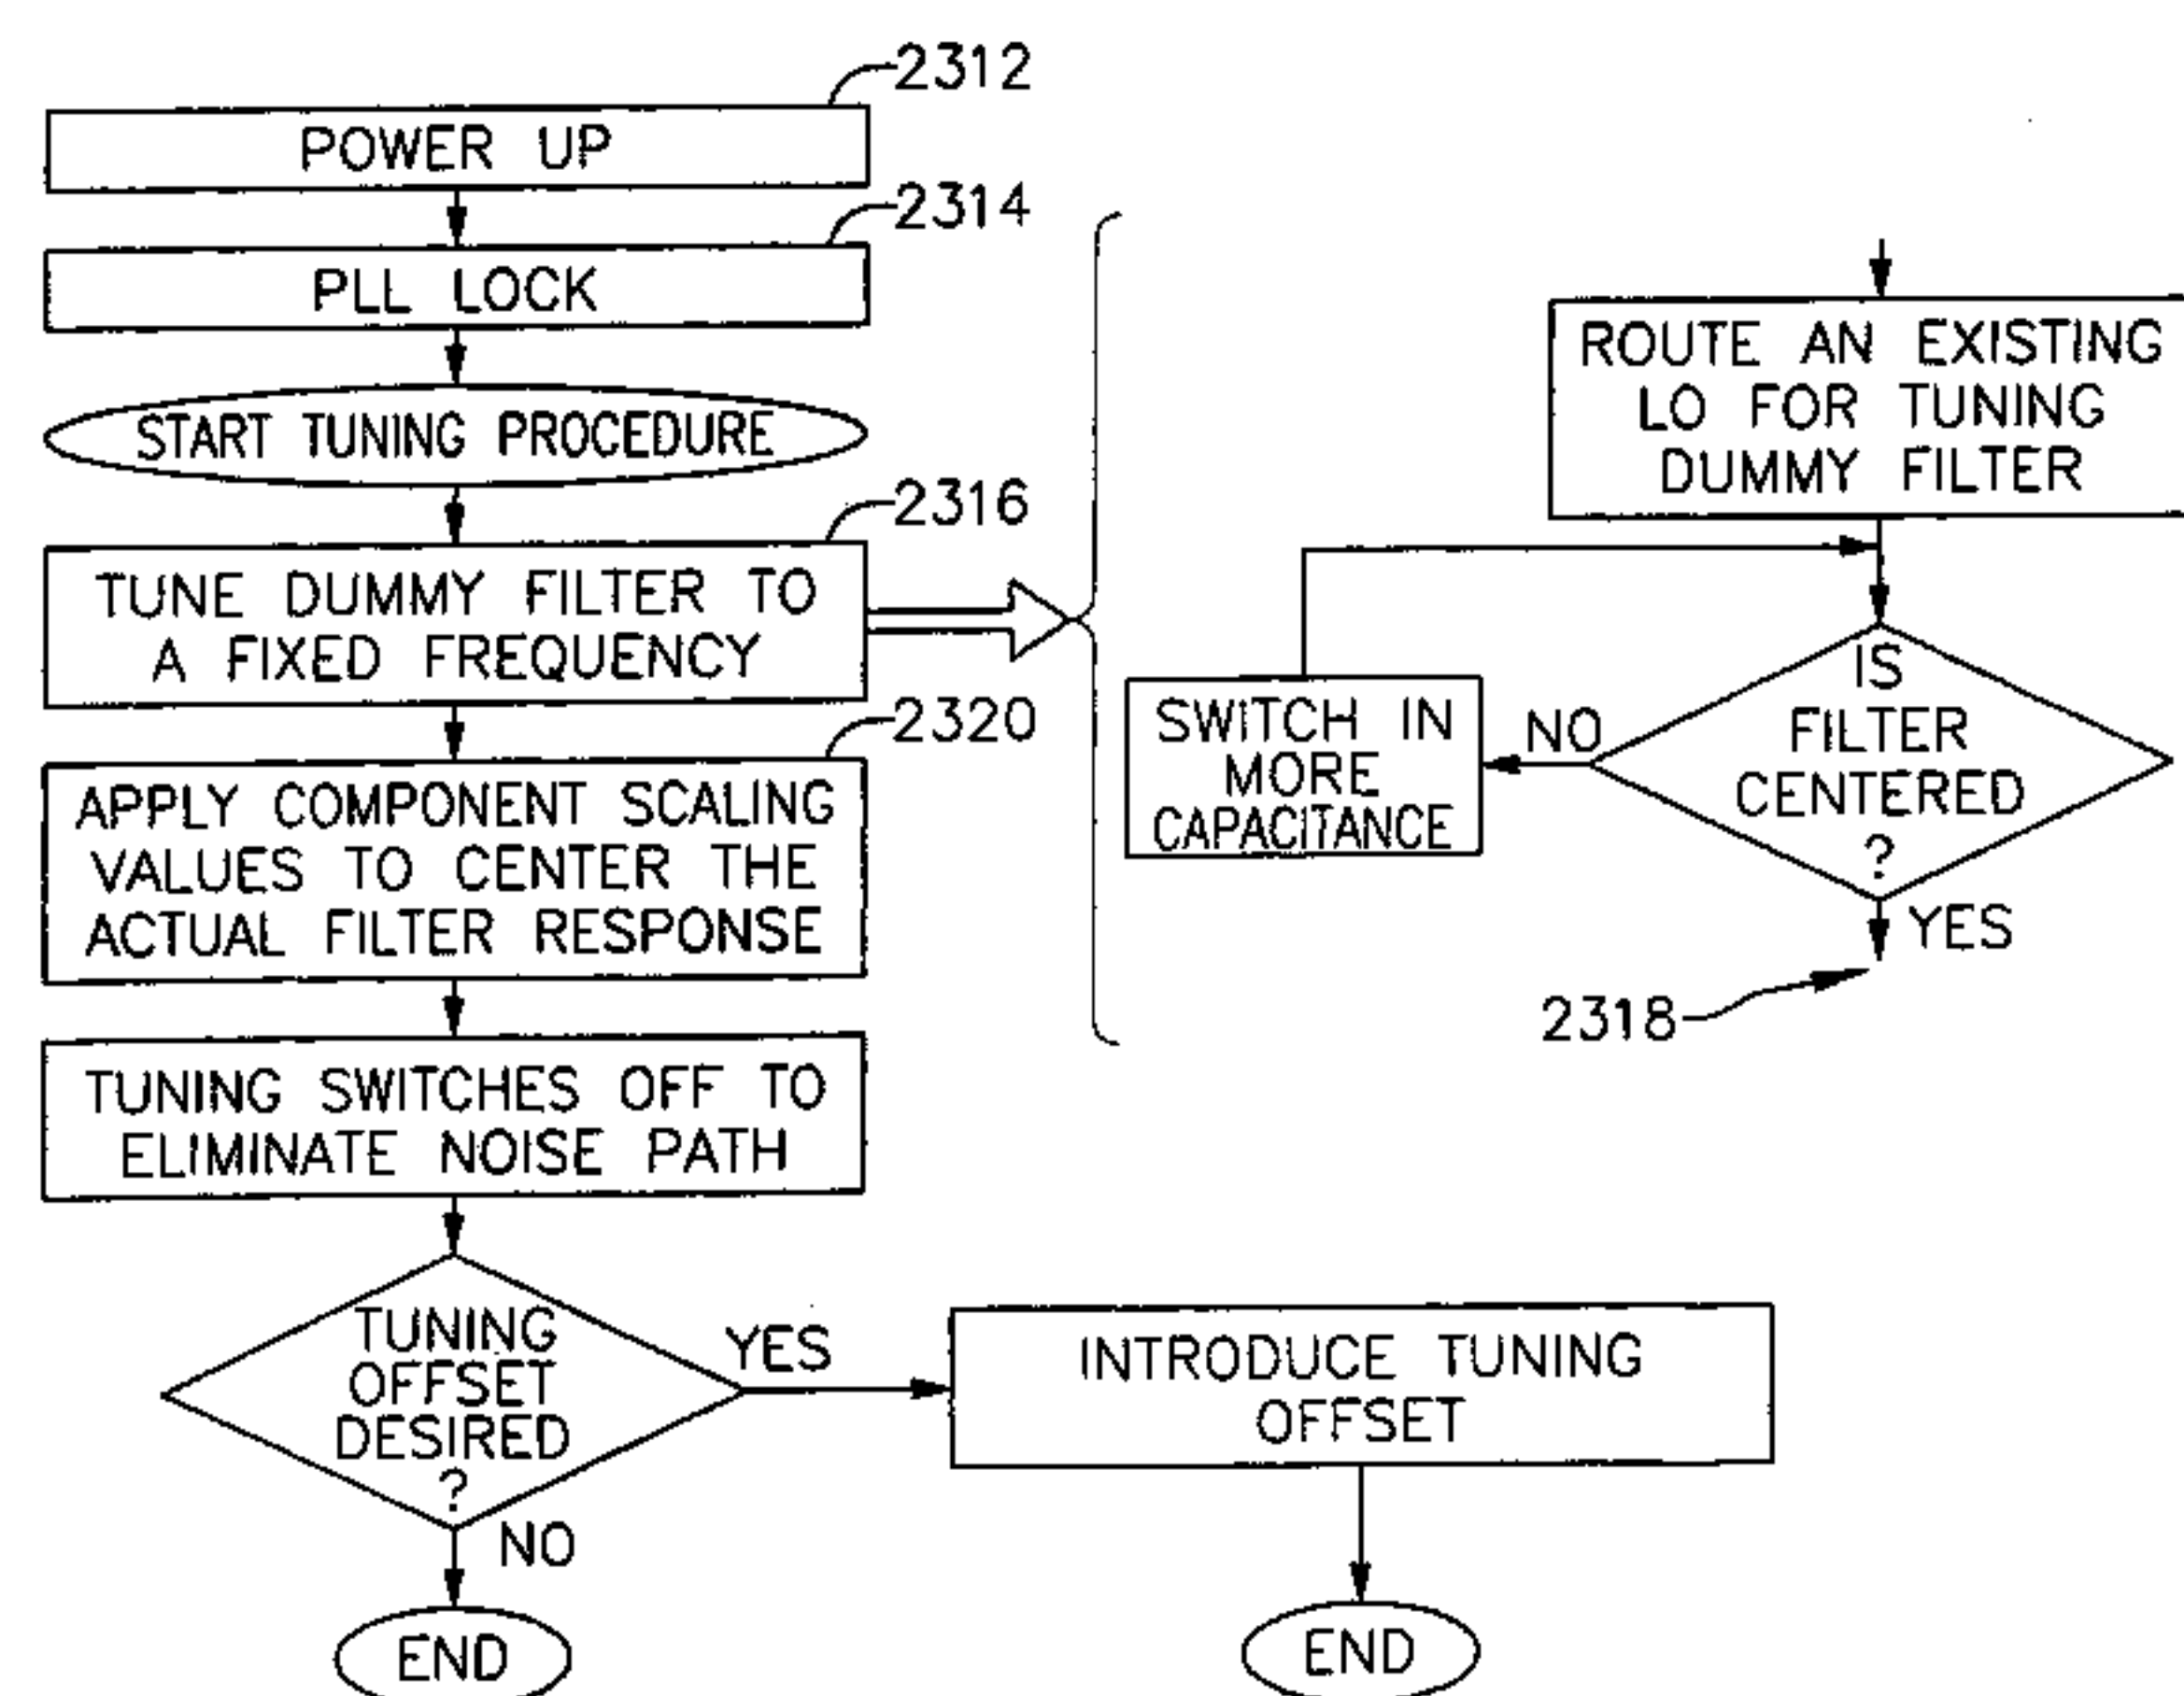 2312
POWER UP
2314
PLL LOCK
START TUNING PROCEDURE
2316
TUNE DUMMY FILTER TO
A FIXED FREQUENCY
2320
APPLY COMPONENT SCALING
VALUES TO CENTER THE
ACTUAL FILTER RESPONSE
TUNING SWITCHES OFF TO
ELIMINATE NOISE PATH
TUNING
OFFSET
DESIRED
?
YES
NO
END
INTRODUCE TUNING
OFFSET
END
ROUTE AN EXISTING
LO FOR TUNING
DUMMY FILTER
IS
FILTER
CENTERED
?
NO
SWITCH IN
MORE
CAPACITANCE
YES
2318